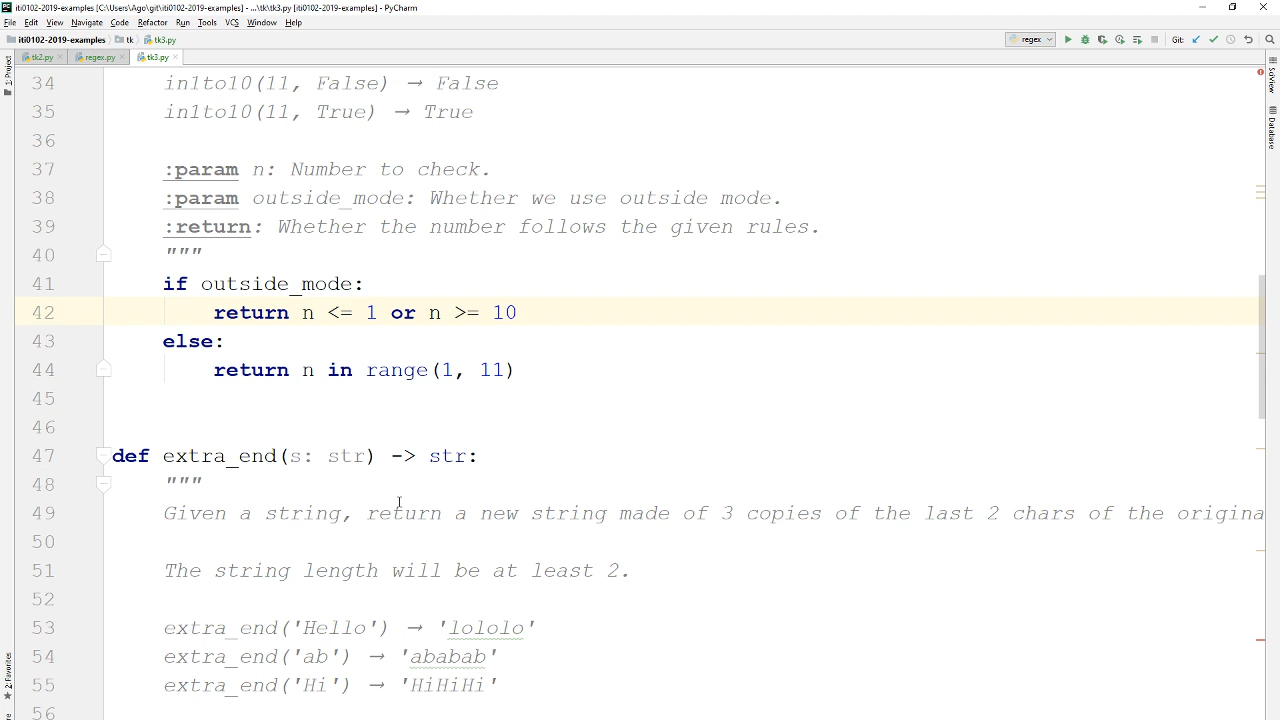 iti0102-2019-examples [C:\Users\Ago\git\iti0102-2019-examples] - ...\tk\tk3.py [iti0102-2019-examples] - PyCharm
File Edit View Navigate Code Refactor Run Tools VCS Window Help
iti0102-2019-examples tk tk3.py regex Git:
tk2.py regex.py tk3.py
1: Project
SciView
Database
2: Favorites
34 in1to10(11, False) → False
35 in1to10(11, True) → True
36
37 :param n: Number to check.
38 :param outside_mode: Whether we use outside mode.
39 :return: Whether the number follows the given rules.
40 """
41 if outside_mode:
42 return n <= 1 or n >= 10
43 else:
44 return n in range(1, 11)
45
46
47 def extra_end(s: str) -> str:
48 """
49 Given a string, return a new string made of 3 copies of the last 2 chars of the origina
50
51 The string length will be at least 2.
52
53 extra_end('Hello') → 'lololo'
54 extra_end('ab') → 'ababab'
55 extra_end('Hi') → 'HiHiHi'
56